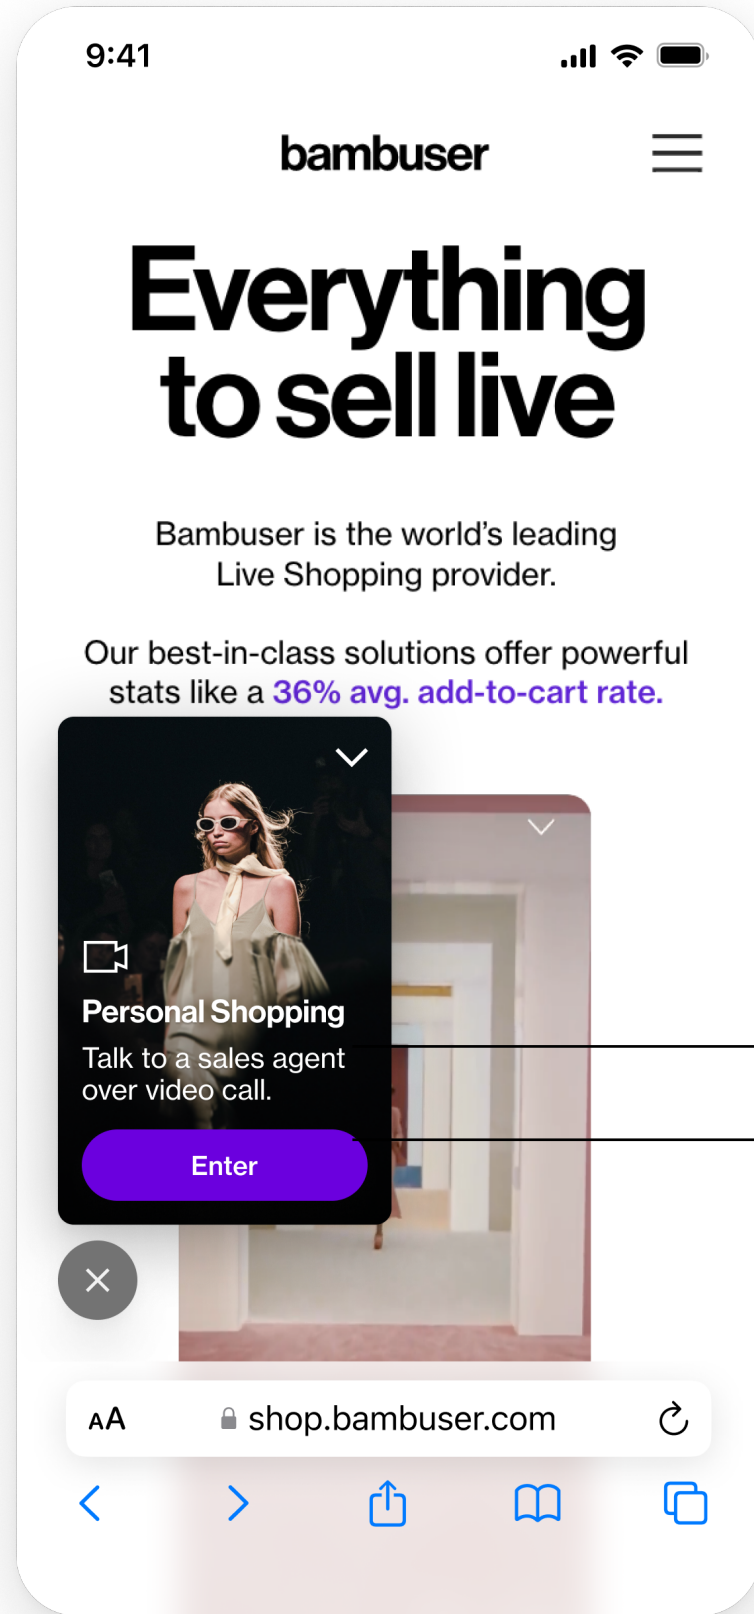 9:41
bambuser
Everything
to sell live
Bambuser is the world’s leading
Live Shopping provider.
Our best-in-class solutions offer powerful
stats like a 36% avg. add-to-cart rate.
Personal Shopping
Talk to a sales agent
over video call.
Enter
AA shop.bambuser.com